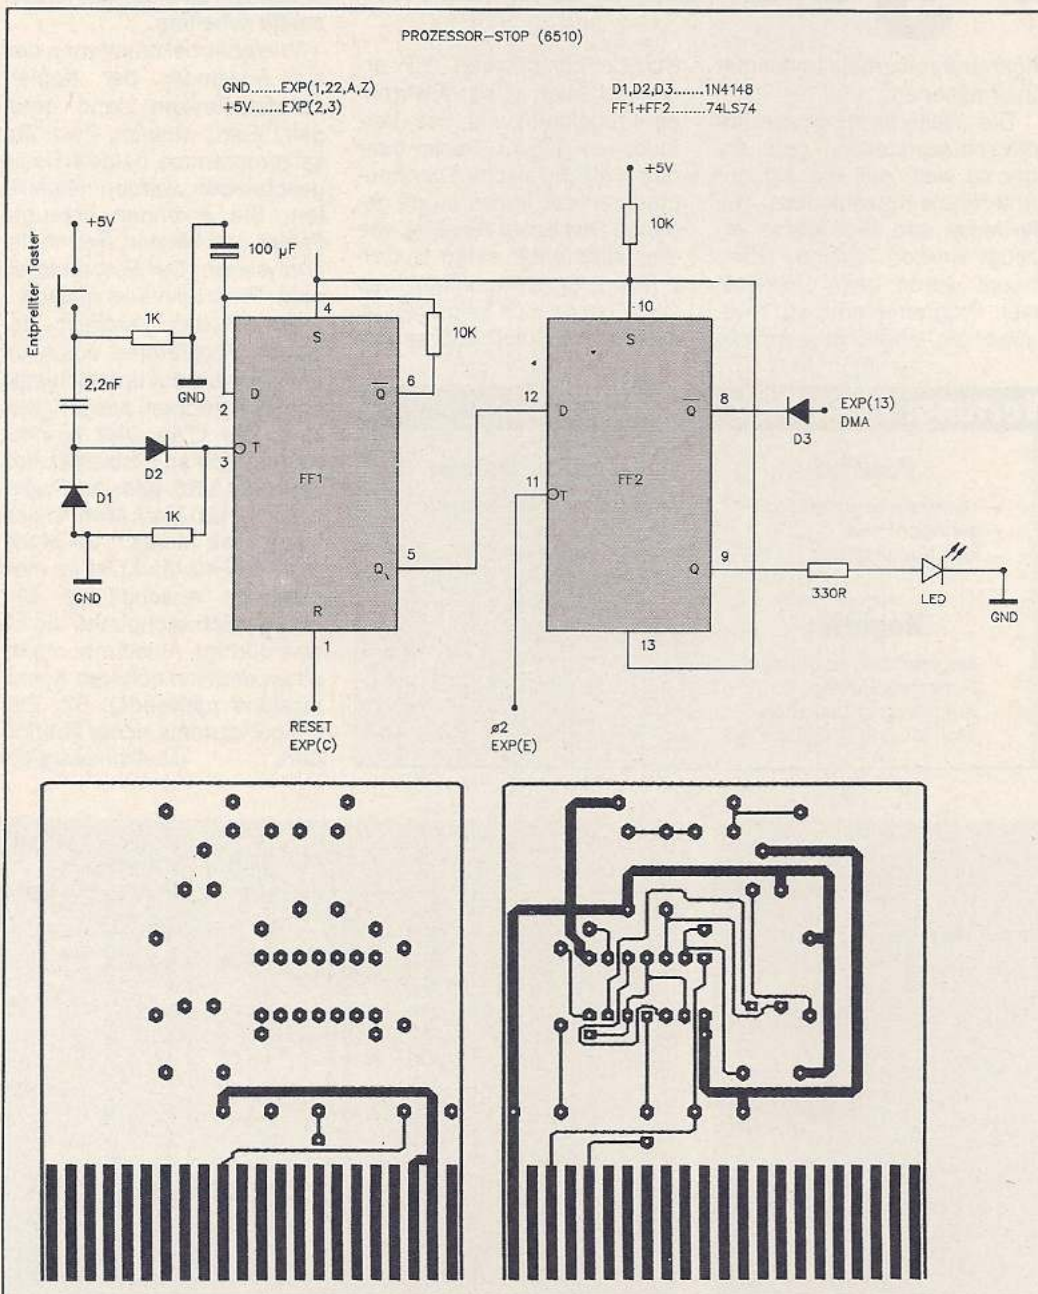 PROZESSOR-STOP (6510)
GND......EXP(1,22,A,Z)
+5V......EXP(2,3)
D1,D2,D3.......1N4148
FF1+FF2........74LS74
+5V
Entprellter Taster
1K
2,2nF
GND
100 µF
D2
D1
1K
GND
4
S
10K
2
D
6
Q
3
T
FF1
5
Q
R
1
RESET
EXP(C)
+5V
10K
10
S
12
D
8
Q
EXP(13)
DMA
D3
11
T
FF2
9
Q
330R
LED
GND
13
ø2
EXP(E)